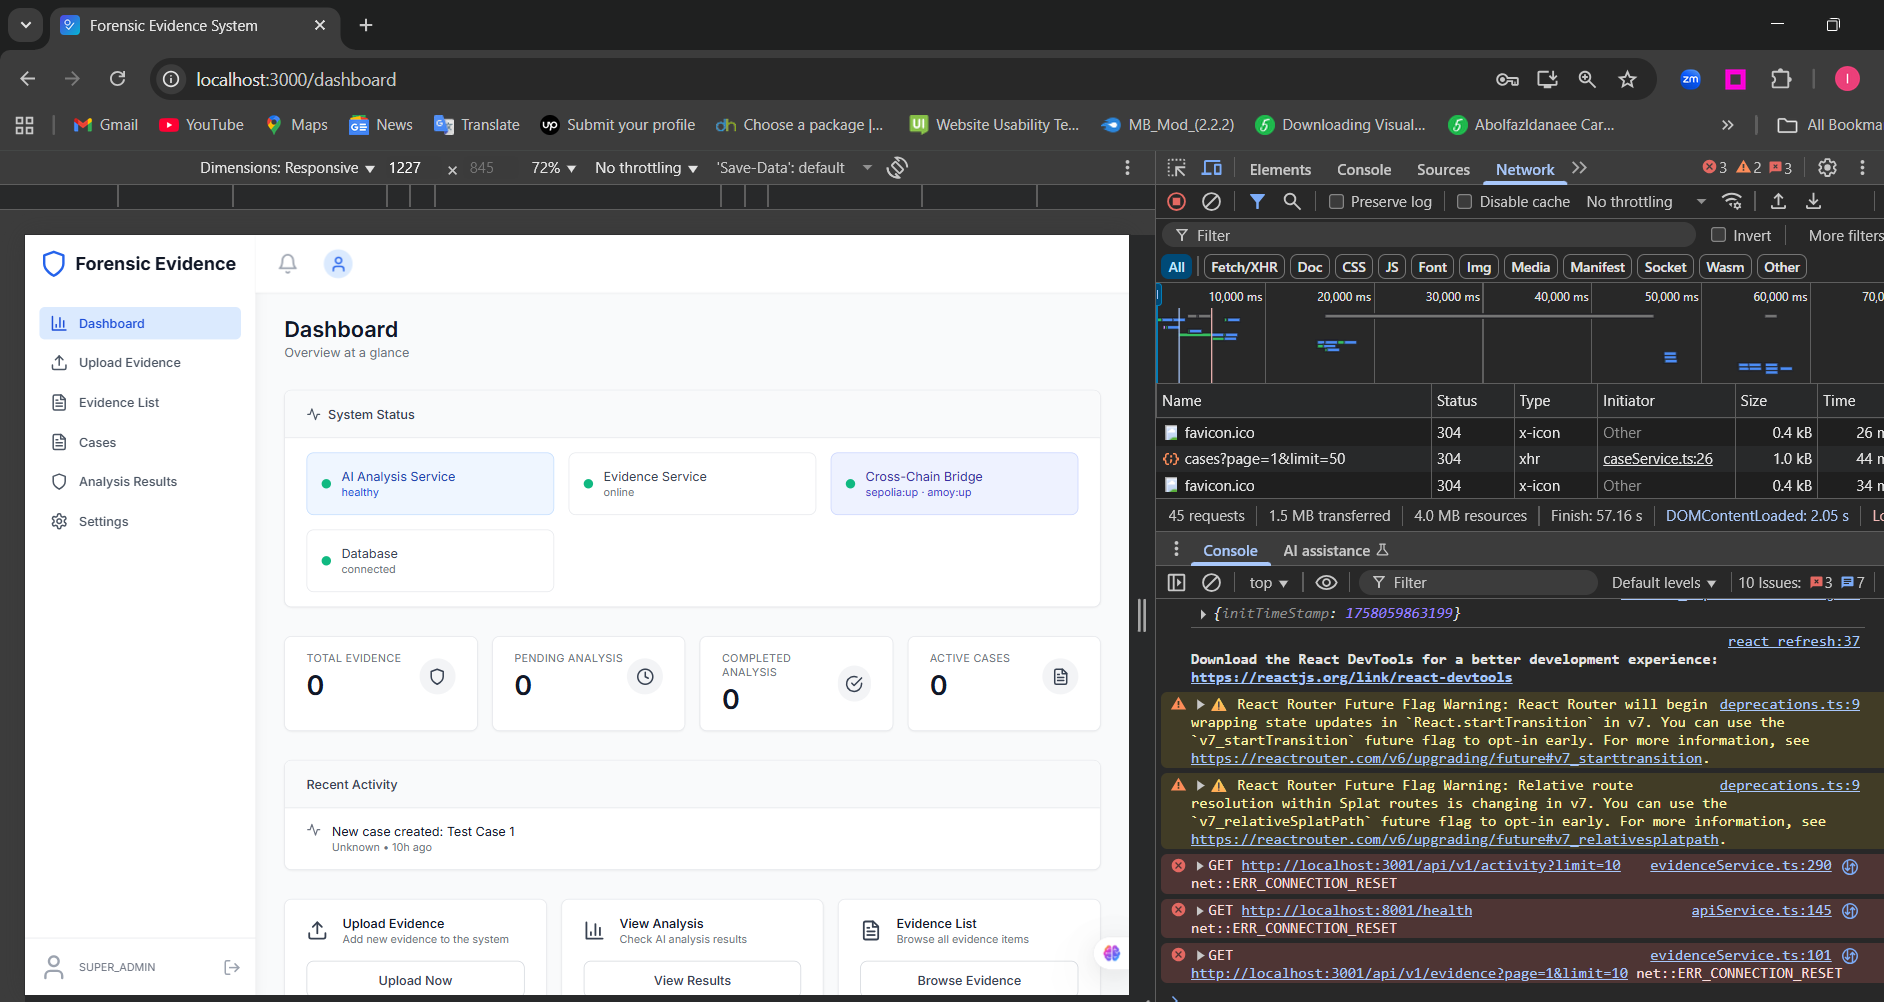 Forensic Evidence System
localhost:3000/dashboard
zm
I
Gmail
YouTube
Maps
News
Translate
up Submit your profile
dh Choose a package |...
UI Website Usability Te...
MB_Mod_(2.2.2)
5 Downloading Visual...
5 AbolfazIdanaee Car...
» All Bookma
Dimensions: Responsive ▼ 1227 x 845 72% ▼ No throttling ▼ 'Save-Data': default
Elements Console Sources Network » 3 2 3
Preserve log Disable cache No throttling
Filter Invert More filters
All Fetch/XHR Doc CSS JS Font Img Media Manifest Socket Wasm Other
10,000 ms 20,000 ms 30,000 ms 40,000 ms 50,000 ms 60,000 ms 70,0
Name Status Type Initiator Size Time
favicon.ico 304 x-icon Other 0.4 kB 26 m
cases?page=1&limit=50 304 xhr caseService.ts:26 1.0 kB 44 m
favicon.ico 304 x-icon Other 0.4 kB 34 m
45 requests 1.5 MB transferred 4.0 MB resources Finish: 57.16 s DOMContentLoaded: 2.05 s Lo
Console AI assistance
top ▼ Filter Default levels ▼ 10 Issues: 3 7
{initTimeStamp: 1758059863199}
react refresh:37
Download the React DevTools for a better development experience:
https://reactjs.org/link/react-devtools
React Router Future Flag Warning: React Router will begin deprecations.ts:9
wrapping state updates in `React.startTransition` in v7. You can use the
`v7_startTransition` future flag to opt-in early. For more information, see
https://reactrouter.com/v6/upgrading/future#v7_starttransition.
React Router Future Flag Warning: Relative route deprecations.ts:9
resolution within Splat routes is changing in v7. You can use the
`v7_relativeSplatPath` future flag to opt-in early. For more information, see
https://reactrouter.com/v6/upgrading/future#v7_relativesplatpath.
GET http://localhost:3001/api/v1/activity?limit=10 evidenceService.ts:290
net::ERR_CONNECTION_RESET
GET http://localhost:8001/health apiService.ts:145
net::ERR_CONNECTION_RESET
GET evidenceService.ts:101
http://localhost:3001/api/v1/evidence?page=1&limit=10 net::ERR_CONNECTION_RESET
Forensic Evidence
Dashboard
Upload Evidence
Evidence List
Cases
Analysis Results
Settings
SUPER_ADMIN
Dashboard
Overview at a glance
System Status
AI Analysis Service
healthy
Evidence Service
online
Cross-Chain Bridge
sepolia:up · amoy:up
Database
connected
TOTAL EVIDENCE
0
PENDING ANALYSIS
0
COMPLETED
ANALYSIS
0
ACTIVE CASES
0
Recent Activity
New case created: Test Case 1
Unknown • 10h ago
Upload Evidence
Add new evidence to the system
Upload Now
View Analysis
Check AI analysis results
View Results
Evidence List
Browse all evidence items
Browse Evidence